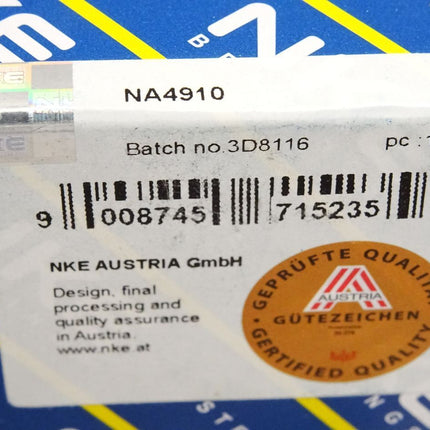 NA4910
Batch no.3D8116 pc :
9 008745 715235
NKE AUSTRIA GmbH
Design, final
processing and
quality assurance
in Austria.
www.nke.at
GEPRÜFTE QUALIT
AUSTRIA
GÜTEZEICHEN
CERTIFIED QUALITY